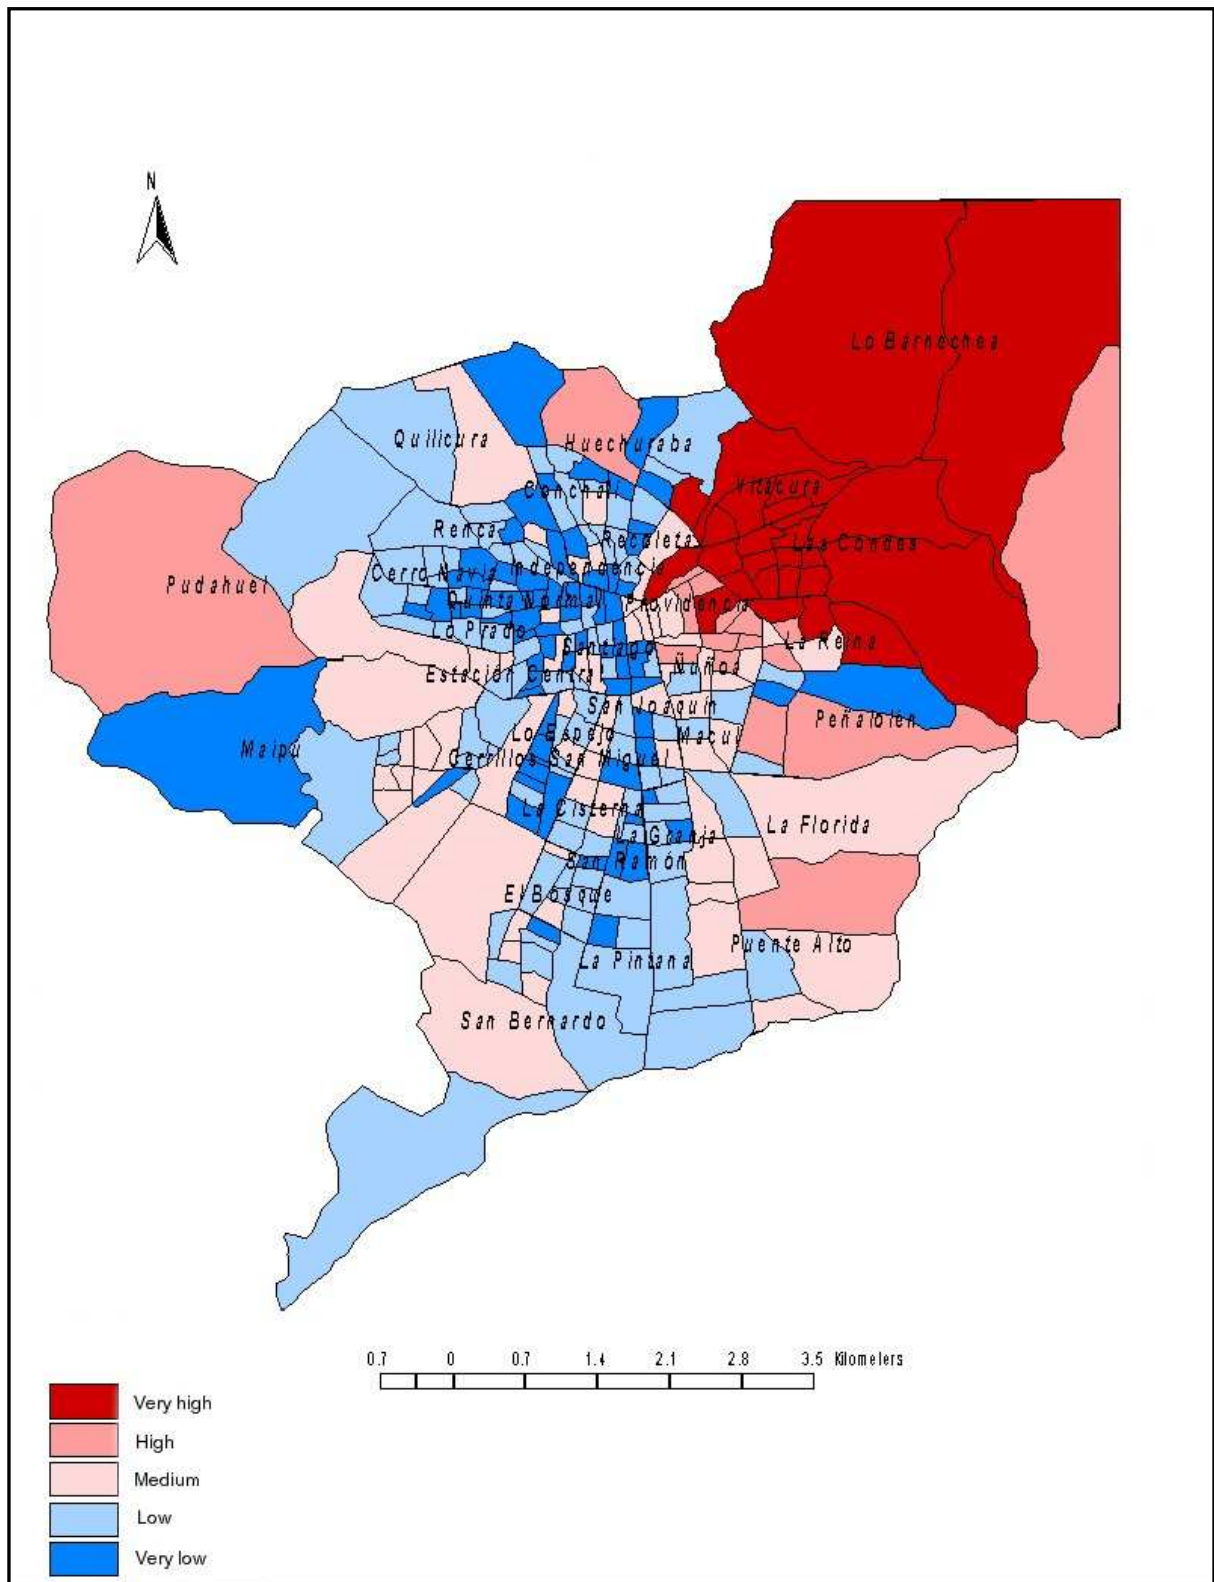 N
Lo Barnechea
Quilicura
Huechuraba
Vitacura
Conchalí
Renca
Recoleta
Las Condes
Cerro Navia
Independencia
Pudahuel
Quinta Normal
Providencia
Lo Prado
La Reina
Santiago
Estación Central
Ñuñoa
San Joaquín
Peñalolén
Lo Espejo
Macul
Maipú
Cerrillos
San Miguel
La Cisterna
La Florida
La Granja
San Ramón
El Bosque
Puente Alto
La Pintana
San Bernardo
0.7 0 0.7 1.4 2.1 2.8 3.5 Kilomelers
Very high
High
Medium
Low
Very low